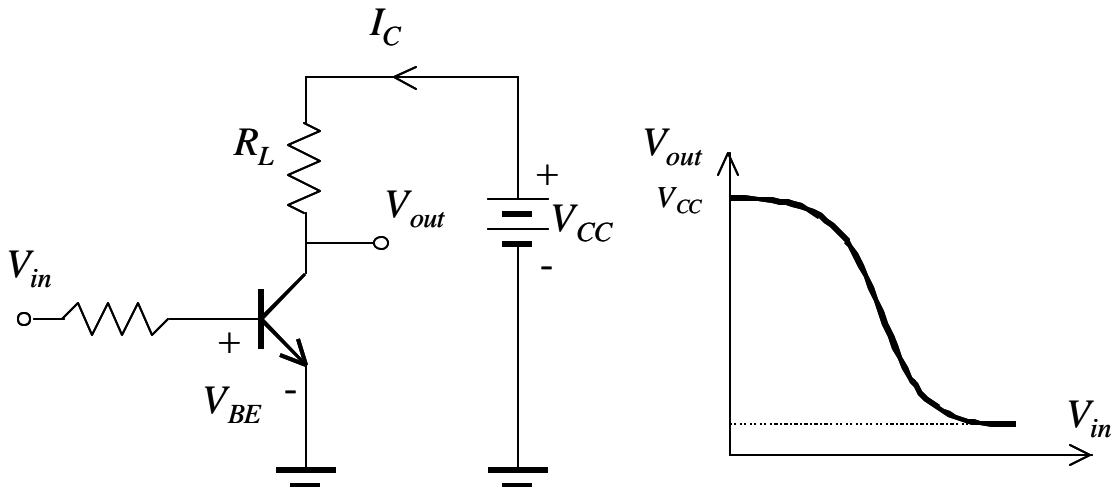 I_C
R_L
V_out
+
V_CC
-
V_in
+
V_BE
-
V_out
V_CC
V_in